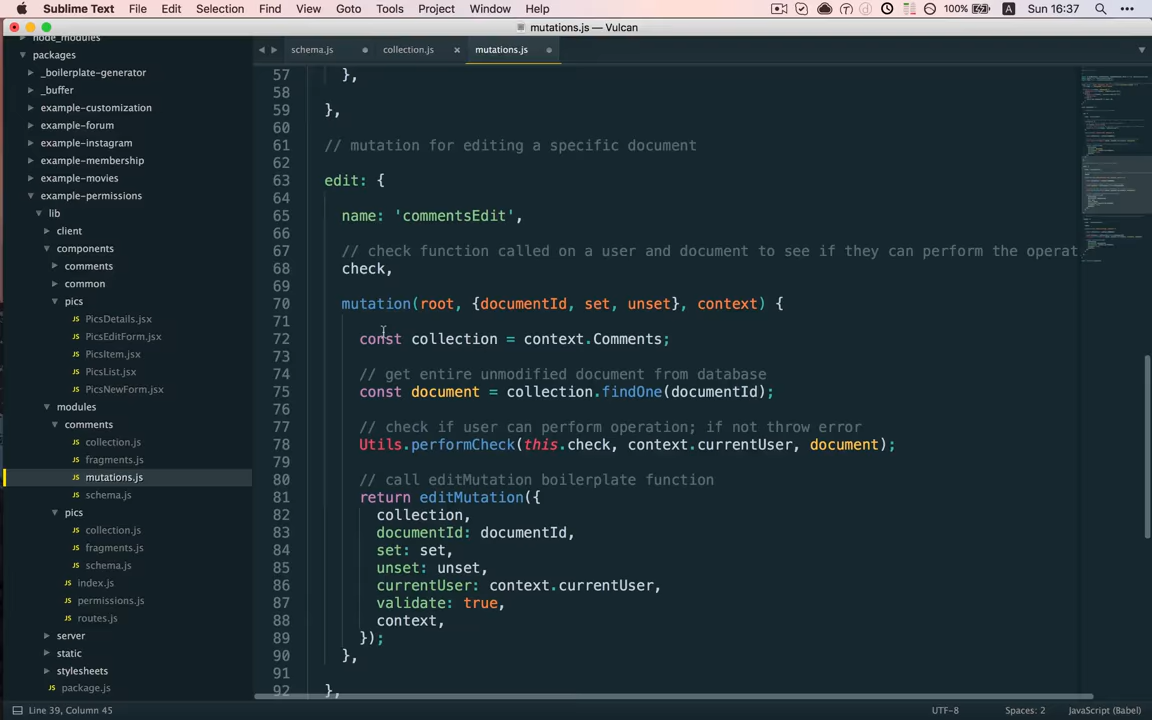 Sublime Text File Edit Selection Find View Goto Tools Project Window Help 100% A Sun 16:37
mutations.js — Vulcan
schema.js collection.js mutations.js
node_modules
packages
_boilerplate-generator
_buffer
example-customization
example-forum
example-instagram
example-membership
example-movies
example-permissions
lib
client
components
comments
common
pics
PicsDetails.jsx
PicsEditForm.jsx
PicsItem.jsx
PicsList.jsx
PicsNewForm.jsx
modules
comments
JS collection.js
JS fragments.js
JS mutations.js
JS schema.js
pics
JS collection.js
JS fragments.js
JS schema.js
JS index.js
JS permissions.js
JS routes.js
server
static
stylesheets
package.js
57 },
58
59 },
60
61 // mutation for editing a specific document
62
63 edit: {
64
65 name: 'commentsEdit',
66
67 // check function called on a user and document to see if they can perform the operat
68 check,
69
70 mutation(root, {documentId, set, unset}, context) {
71
72 const collection = context.Comments;
73
74 // get entire unmodified document from database
75 const document = collection.findOne(documentId);
76
77 // check if user can perform operation; if not throw error
78 Utils.performCheck(this.check, context.currentUser, document);
79
80 // call editMutation boilerplate function
81 return editMutation({
82 collection,
83 documentId: documentId,
84 set: set,
85 unset: unset,
86 currentUser: context.currentUser,
87 validate: true,
88 context,
89 });
90 },
91
92 },
Line 39, Column 45 UTF-8 Spaces: 2 JavaScript (Babel)